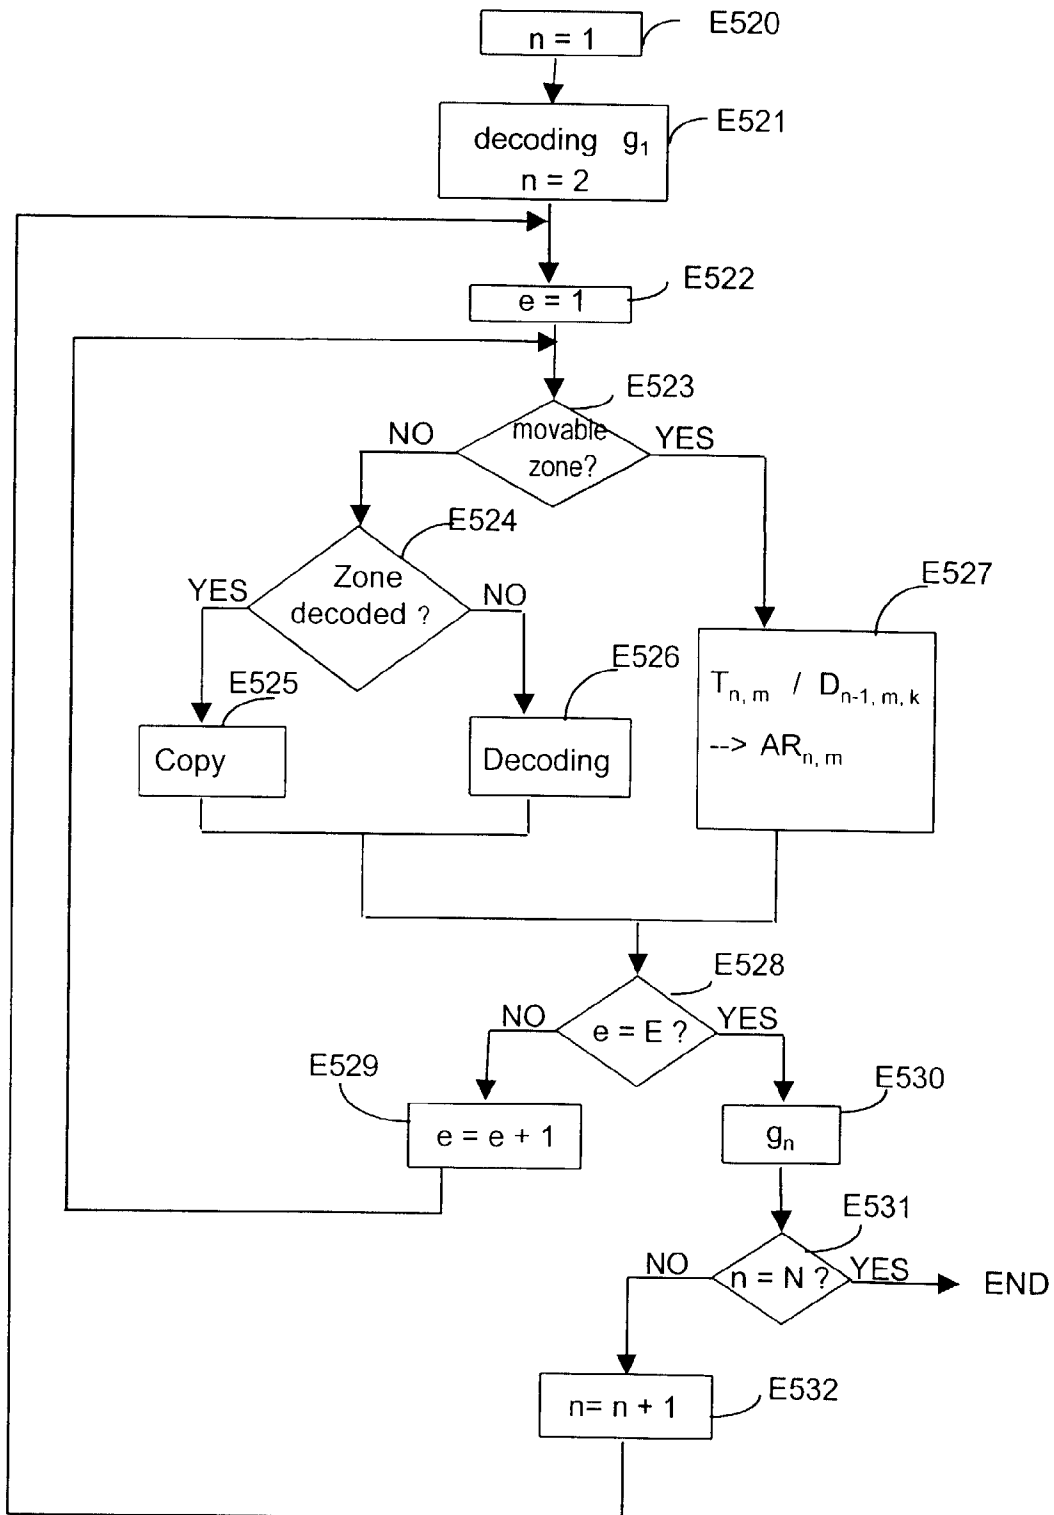 n = 1
E520
decoding g1
n = 2
E521
e = 1
E522
E523
movable
zone?
NO
YES
E524
Zone
decoded ?
YES
NO
E525
Copy
E526
Decoding
E527
Tn, m / Dn-1, m, k
--> ARn, m
E528
e = E ?
NO
YES
E529
e = e + 1
E530
gn
E531
n = N ?
NO
YES
END
n= n + 1
E532